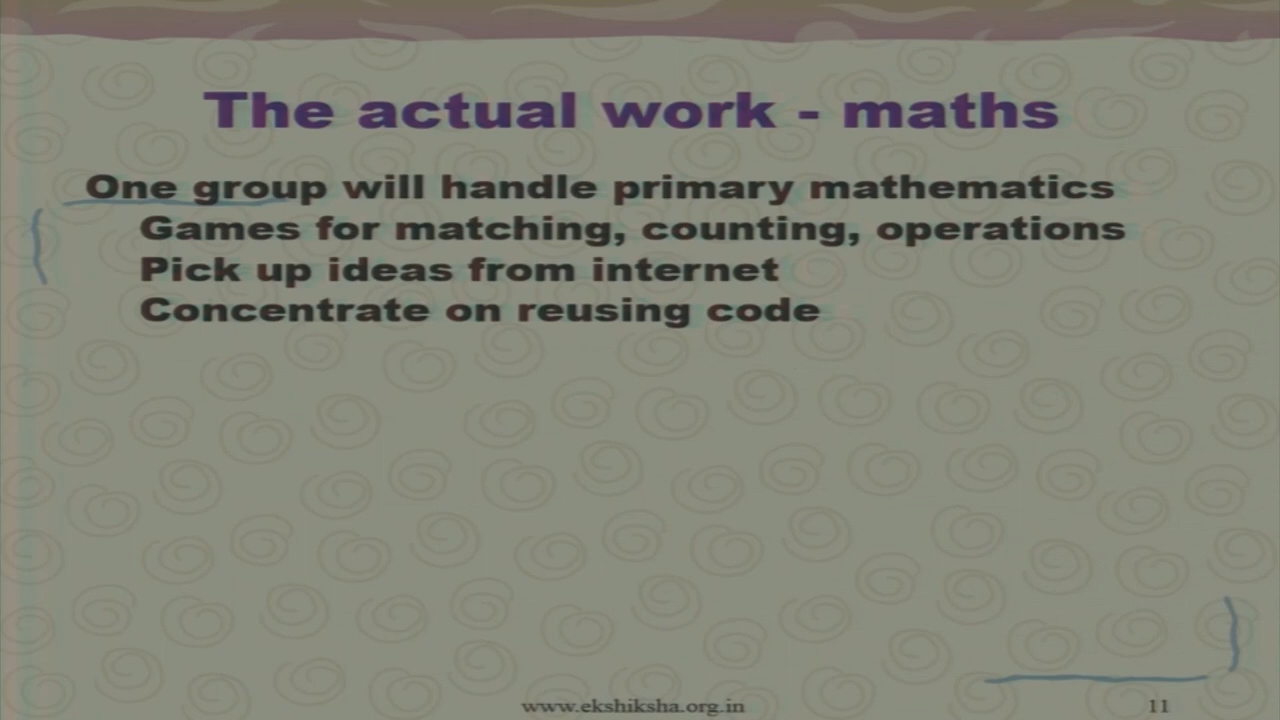 The actual work - maths
One group will handle primary mathematics
Games for matching, counting, operations
Pick up ideas from internet
Concentrate on reusing code
www.ekshiksha.org.in
11